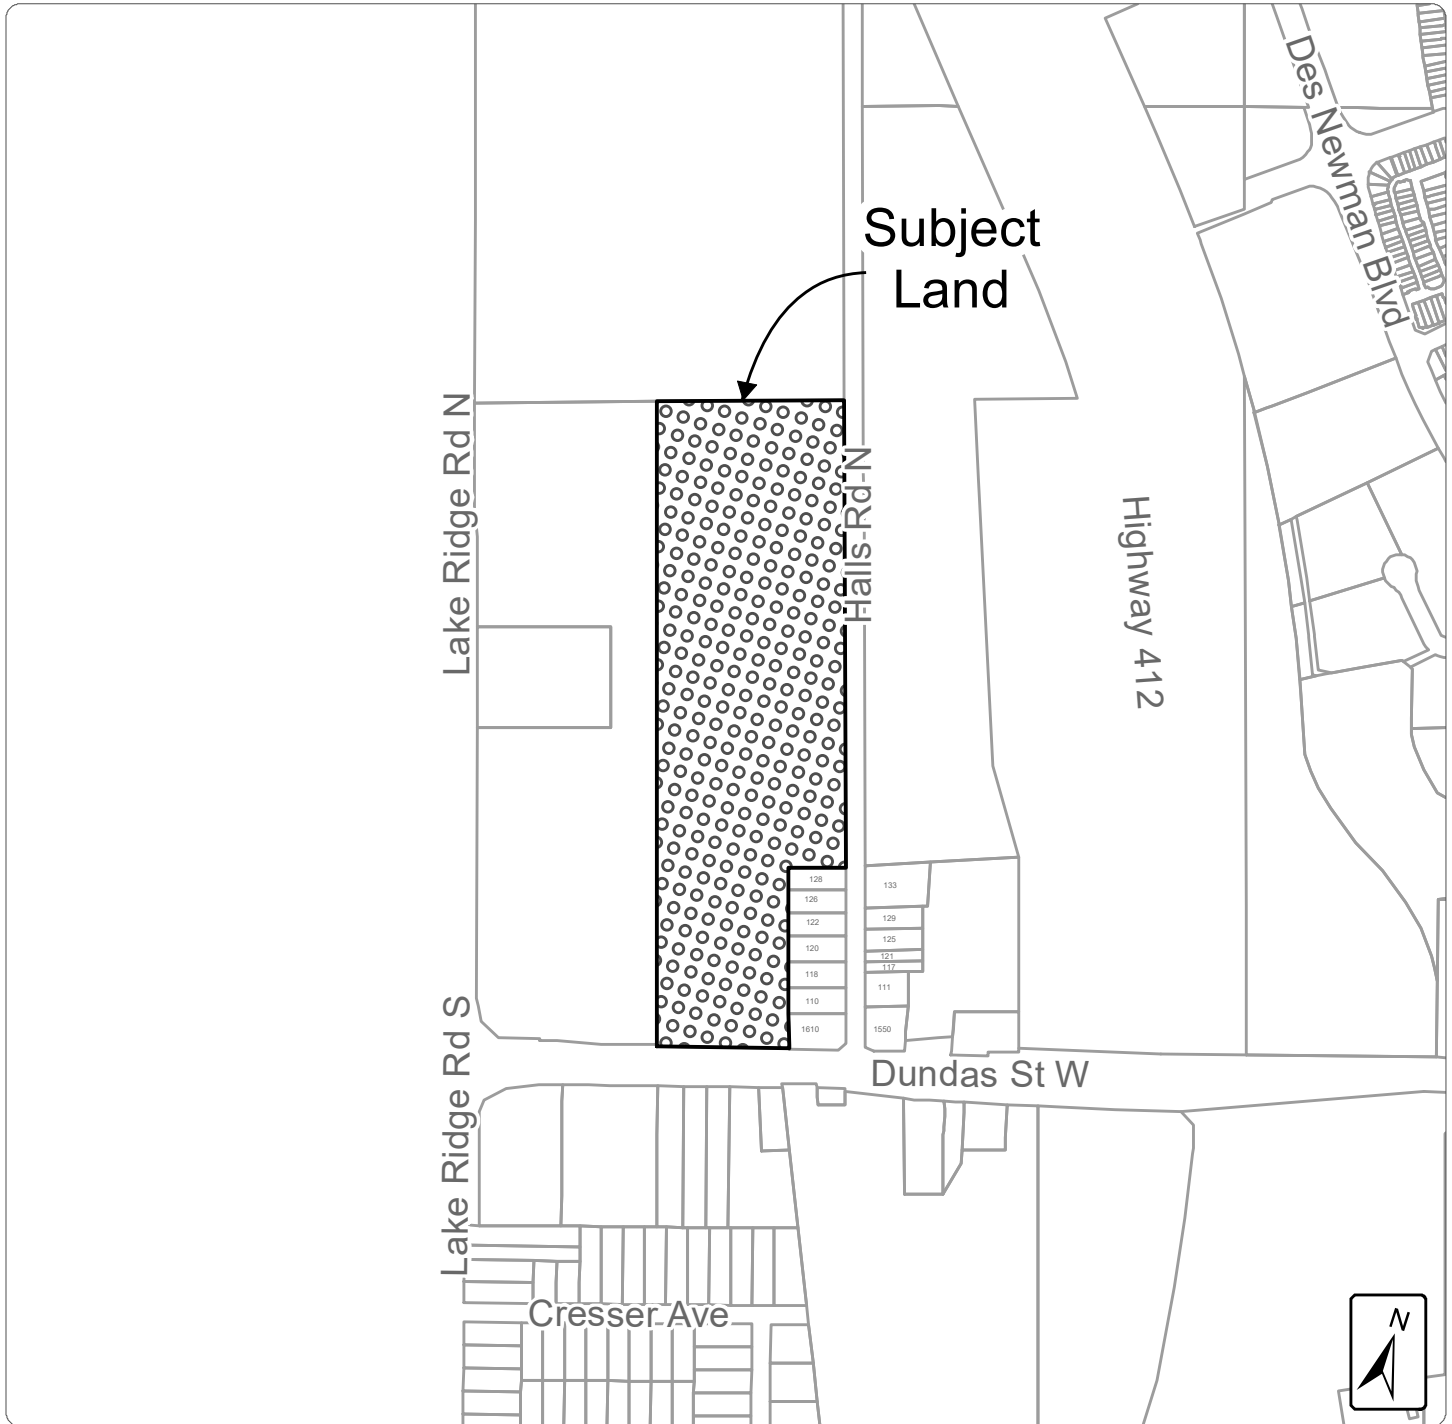 Des Newman Blvd
Subject
Land
Lake Ridge Rd N
Halls Rd N
Highway 412
128
133
126
129
122
125
120
121
117
118
111
110
1610
1550
Lake Ridge Rd S
Dundas St W
Cresser Ave
N